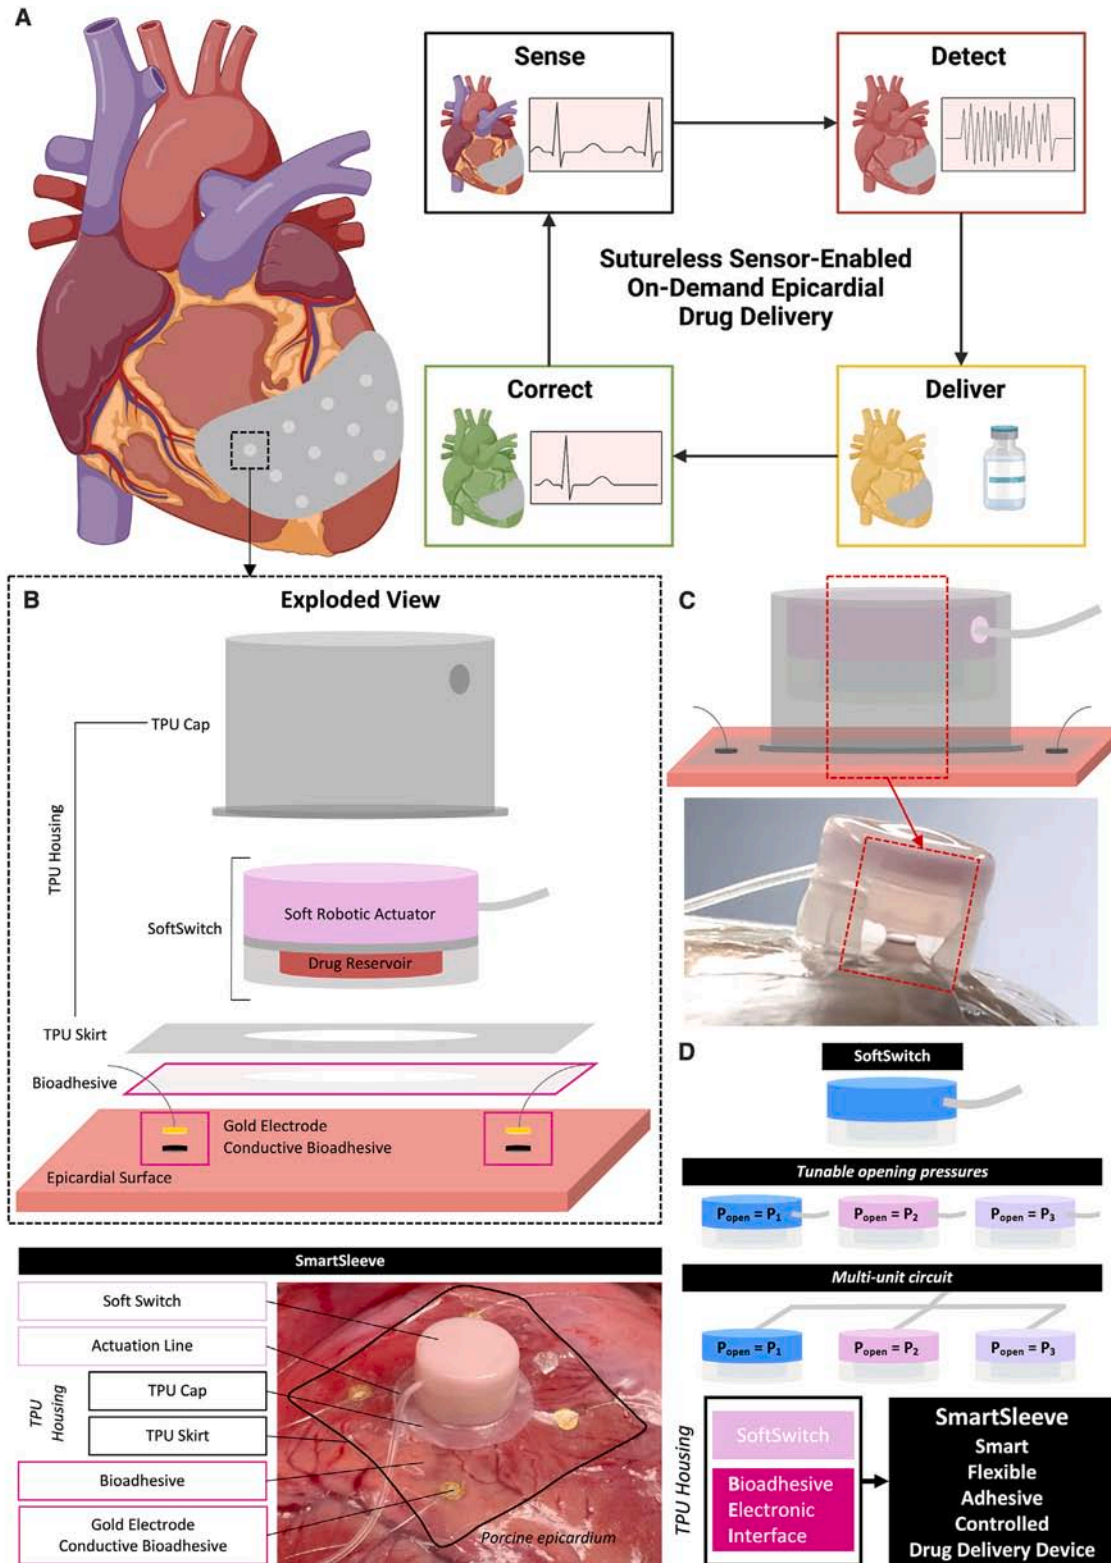 A
Sense
Detect
Sutureless Sensor-Enabled
On-Demand Epicardial
Drug Delivery
Correct
Deliver
B
Exploded View
TPU Cap
TPU Housing
SoftSwitch
Soft Robotic Actuator
Drug Reservoir
TPU Skirt
Bioadhesive
Gold Electrode
Conductive Bioadhesive
Epicardial Surface
C
SmartSleeve
Soft Switch
Actuation Line
TPU
Housing
TPU Cap
TPU Skirt
Bioadhesive
Gold Electrode
Conductive Bioadhesive
Porcine epicardium
D
SoftSwitch
Tunable opening pressures
Popen = P1
Popen = P2
Popen = P3
Multi-unit circuit
Popen = P1
Popen = P2
Popen = P3
TPU Housing
SoftSwitch
Bioadhesive
Electronic
Interface
SmartSleeve
Smart
Flexible
Adhesive
Controlled
Drug Delivery Device